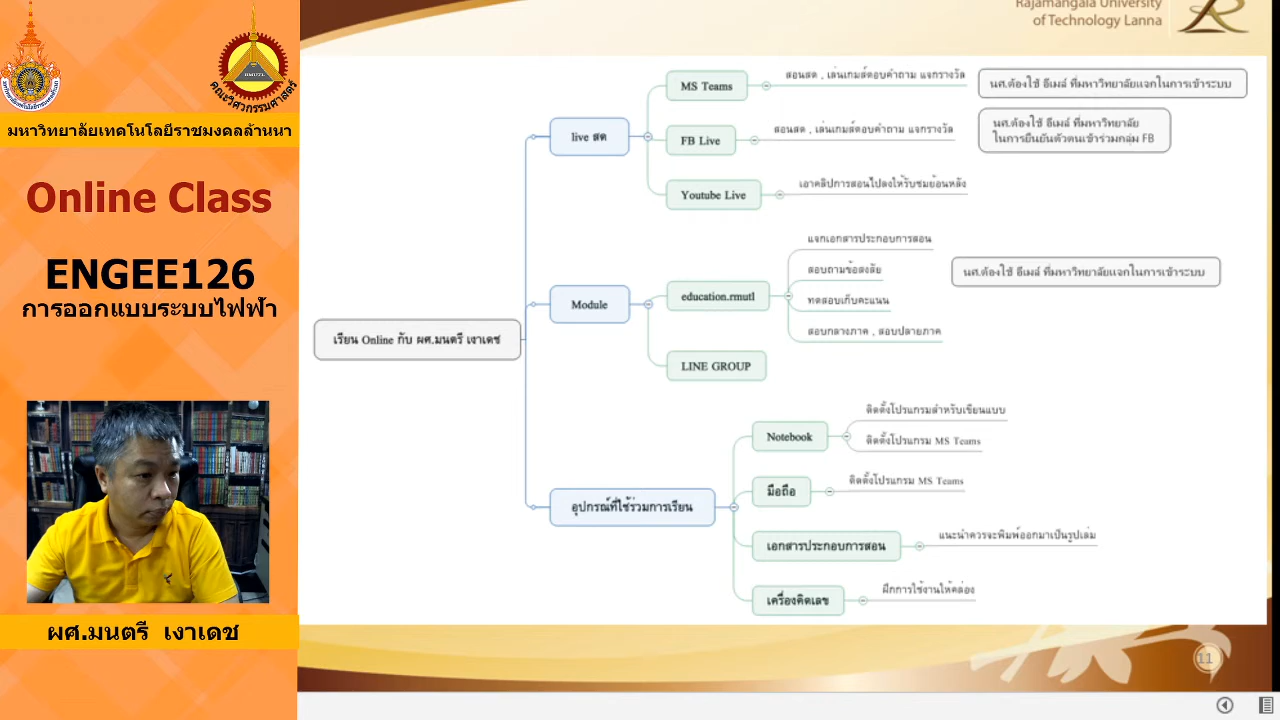 คณะวิศวกรรมศาสตร์
RMUTL
มหาวิทยาลัยเทคโนโลยีราชมงคลล้านนา
Online Class
ENGEE126
การออกแบบระบบไฟฟ้า
ผศ.มนตรี เงาเดช
Rajamangala University
of Technology Lanna
เรียน Online กับ ผศ.มนตรี เงาเดช
live สด
MS Teams
สอนสด , เล่นเกมส์ตอบคำถาม แจกรางวัล
นศ.ต้องใช้ อีเมล์ ที่มหาวิทยาลัยแจกในการเข้าระบบ
FB Live
สอนสด , เล่นเกมส์ตอบคำถาม แจกรางวัล
นศ.ต้องใช้ อีเมล์ ที่มหาวิทยาลัย
ในการยืนยันตัวตนเข้าร่วมกลุ่ม FB
Youtube Live
เอาคลิปการสอนไปลงให้รับชมย้อนหลัง
Module
education.rmutl
แจกเอกสารประกอบการสอน
สอบถามข้อสงสัย
ทดสอบเก็บคะแนน
สอบกลางภาค , สอบปลายภาค
นศ.ต้องใช้ อีเมล์ ที่มหาวิทยาลัยแจกในการเข้าระบบ
LINE GROUP
อุปกรณ์ที่ใช้ร่วมการเรียน
Notebook
ติดตั้งโปรแกรมสำหรับเขียนแบบ
ติดตั้งโปรแกรม MS Teams
มือถือ
ติดตั้งโปรแกรม MS Teams
เอกสารประกอบการสอน
แนะนำควรจะพิมพ์ออกมาเป็นรูปเล่ม
เครื่องคิดเลข
ฝึกการใช้งานให้คล่อง
11